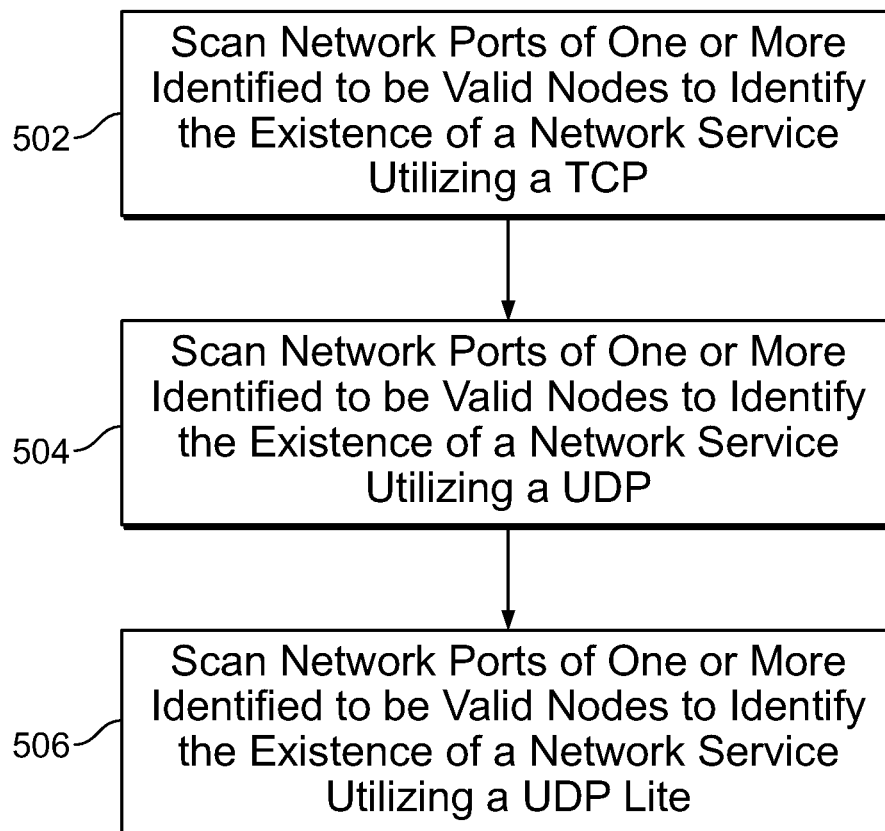 Scan Network Ports of One or More
Identified to be Valid Nodes to Identify
the Existence of a Network Service
Utilizing a TCP
502
Scan Network Ports of One or More
Identified to be Valid Nodes to Identify
the Existence of a Network Service
Utilizing a UDP
504
Scan Network Ports of One or More
Identified to be Valid Nodes to Identify
the Existence of a Network Service
Utilizing a UDP Lite
506